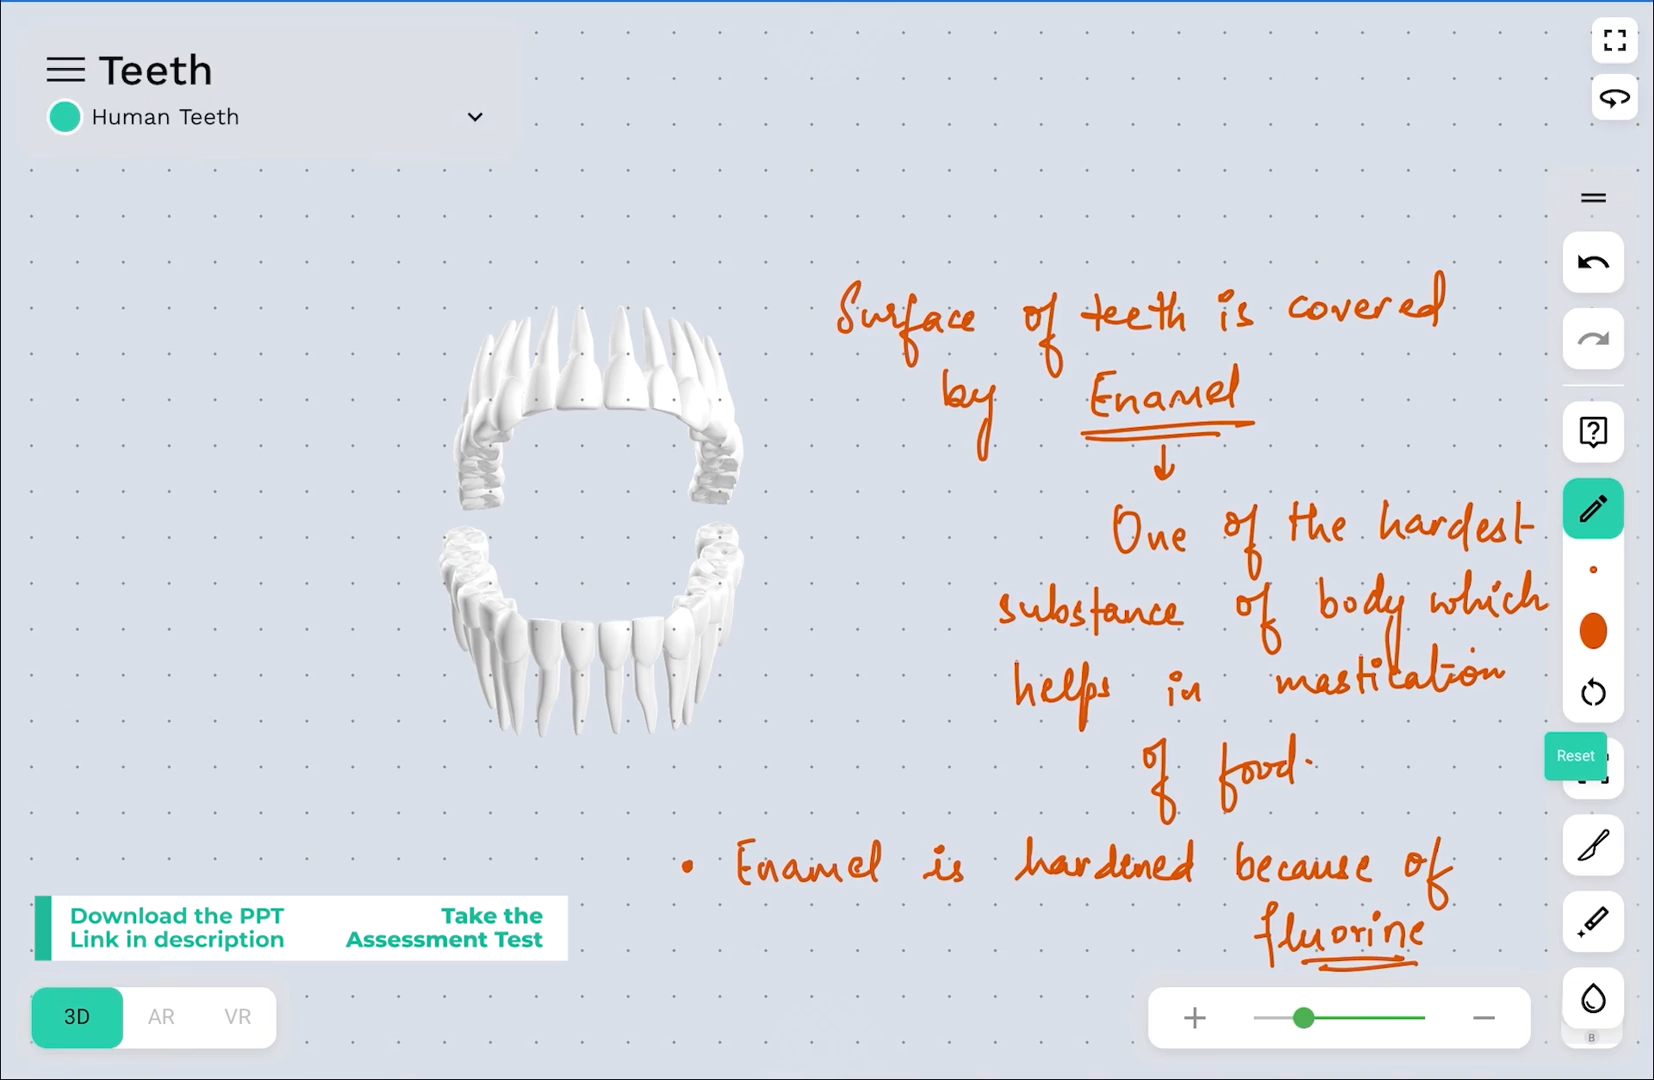 Teeth
Human Teeth
Surface of teeth is covered
by Enamel
One of the hardest
substance of body which
helps in mastication
of food.
• Enamel is hardened because of
fluorine
Reset
Download the PPT
Link in description
Take the
Assessment Test
3D AR VR
B